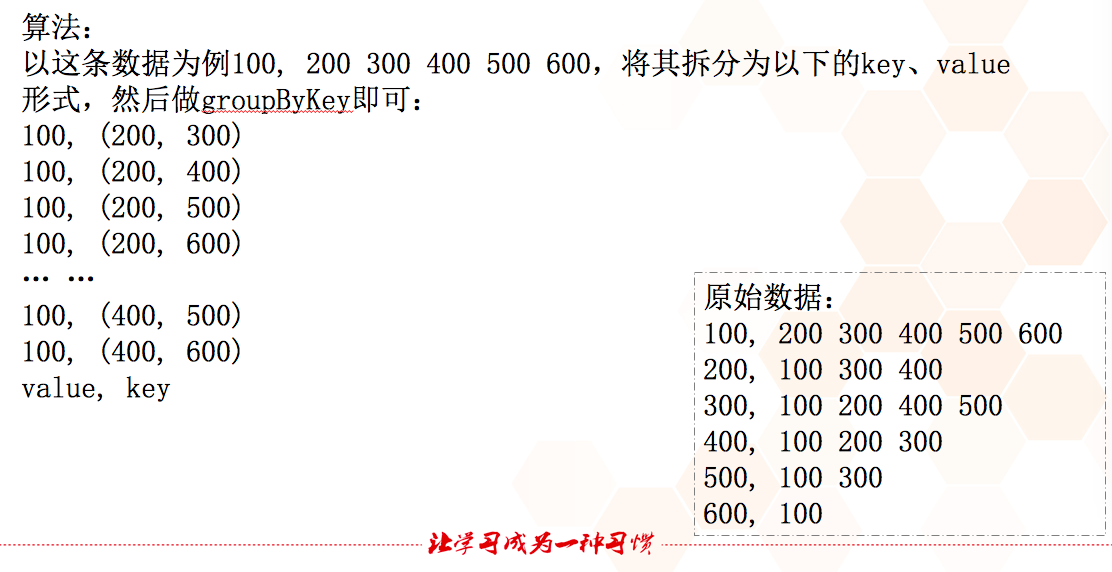 算法：
以这条数据为例100, 200 300 400 500 600，将其拆分为以下的key、value
形式，然后做groupByKey即可：
100, (200, 300)
100, (200, 400)
100, (200, 500)
100, (200, 600)
… …
100, (400, 500)
100, (400, 600)
value, key
原始数据：
100, 200 300 400 500 600
200, 100 300 400
300, 100 200 400 500
400, 100 200 300
500, 100 300
600, 100
让学习成为一种习惯